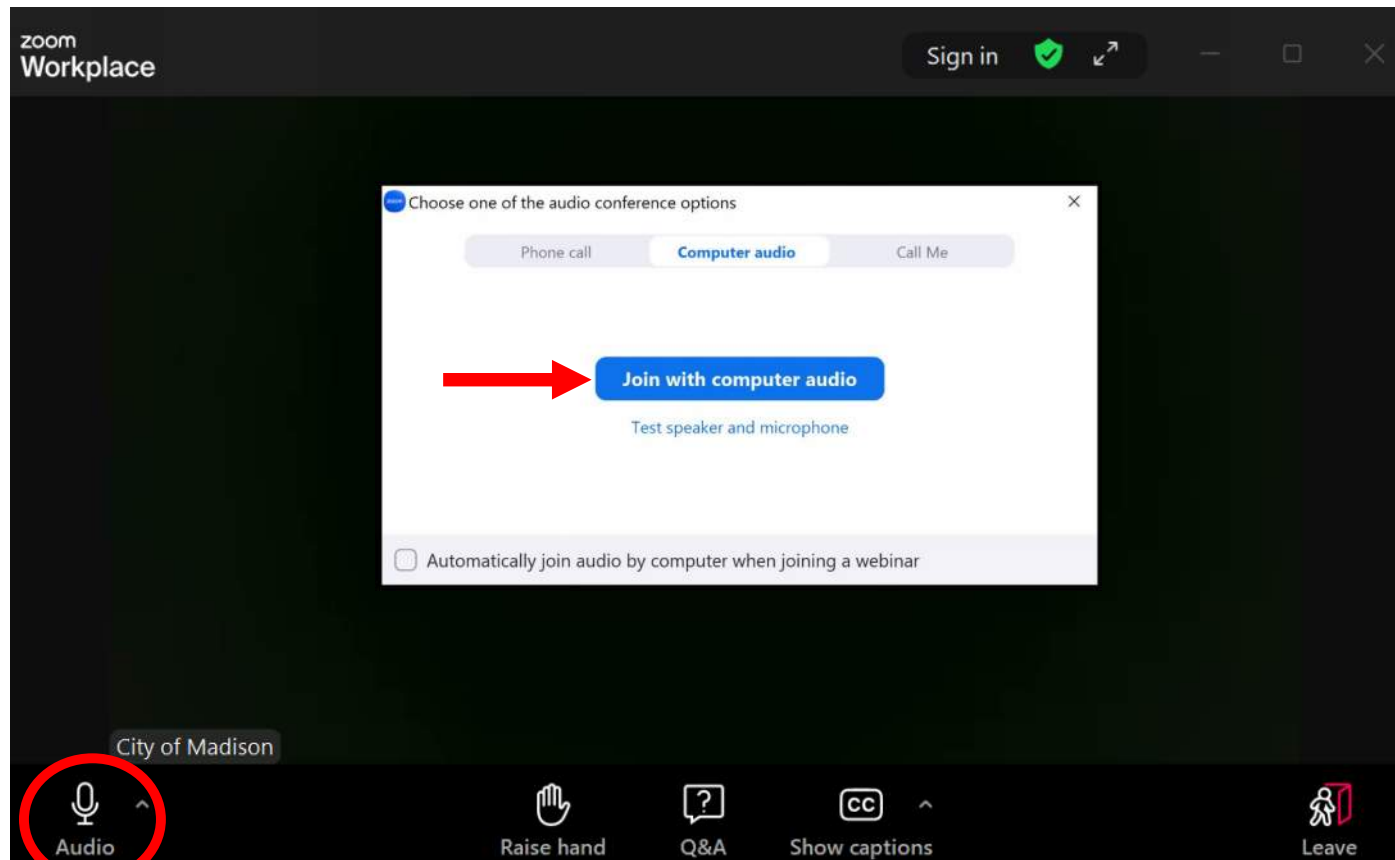 zoom
Workplace
Sign in
Choose one of the audio conference options
Phone call Computer audio Call Me
Join with computer audio
Test speaker and microphone
Automatically join audio by computer when joining a webinar
City of Madison
Audio Raise hand Q&A Show captions Leave